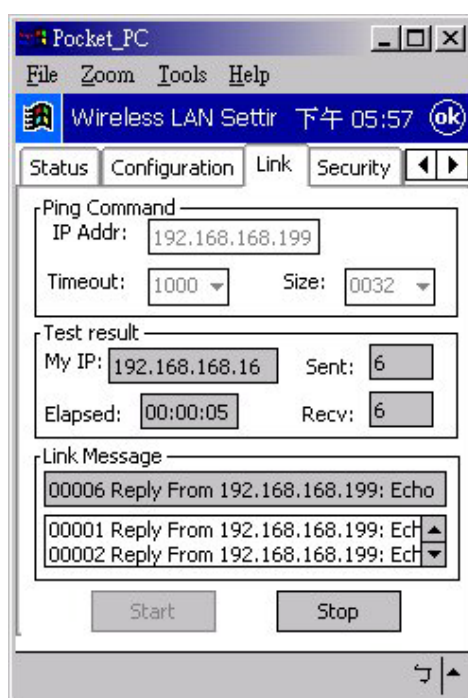 Pocket_PC
File Zoom Tools Help
Wireless LAN Settir 下午 05:57 ok
Status Configuration Link Security
Ping Command
IP Addr: 192.168.168.199
Timeout: 1000 Size: 0032
Test result
My IP: 192.168.168.16 Sent: 6
Elapsed: 00:00:05 Recv: 6
Link Message
00006 Reply From 192.168.168.199: Echo
00001 Reply From 192.168.168.199: Ech
00002 Reply From 192.168.168.199: Ech
Start Stop
ㄅ